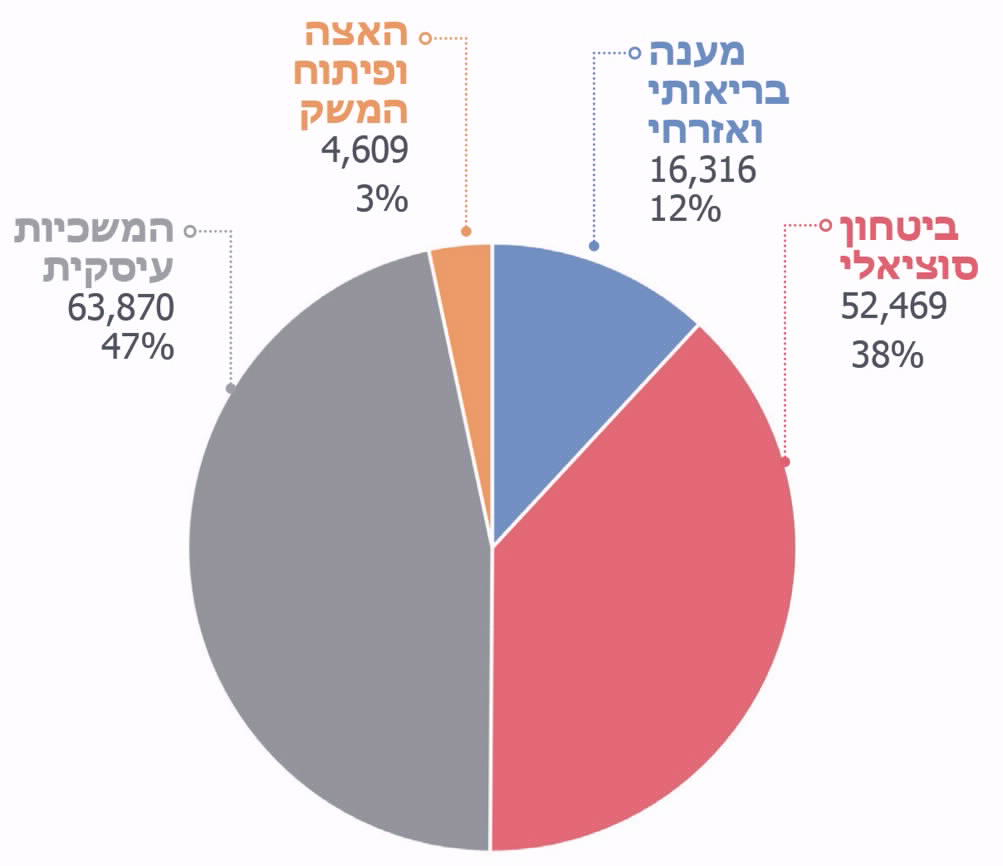 האצה
ופיתוח
המשק
4,609
3%
מענה
בריאותי
ואזרחי
16,316
12%
ביטחון
סוציאלי
52,469
38%
המשכיות
עיסקית
63,870
47%